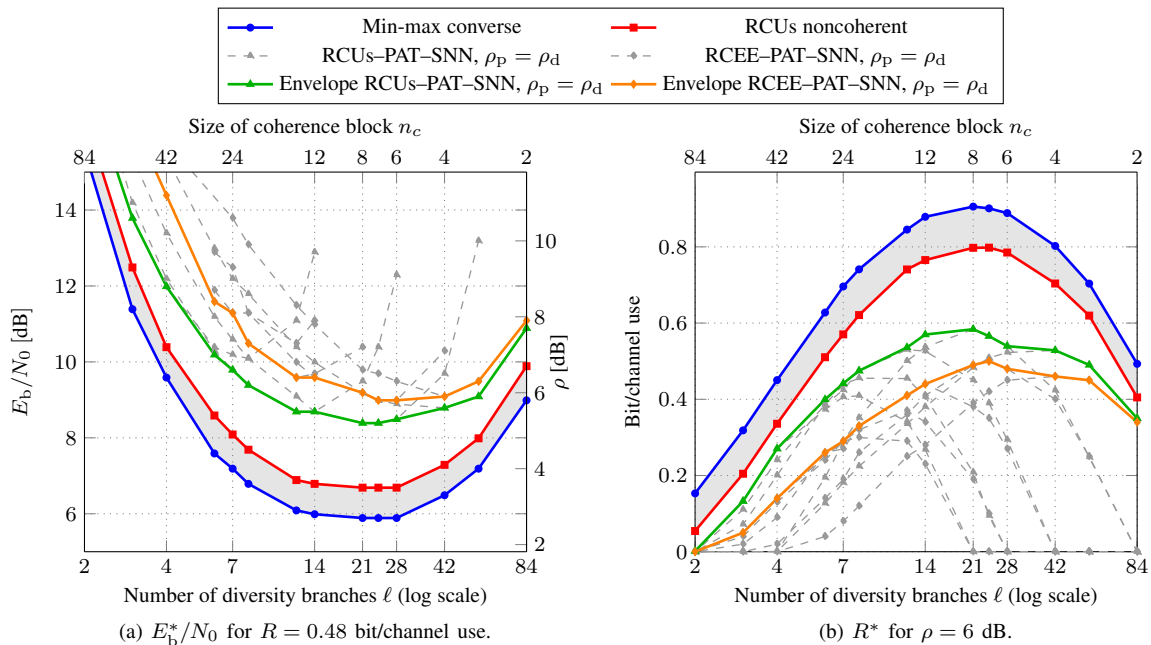 Min-max converse RCUs noncoherent
RCUs–PAT–SNN, ρp = ρd RCEE–PAT–SNN, ρp = ρd
Envelope RCUs–PAT–SNN, ρp = ρd Envelope RCEE–PAT–SNN, ρp = ρd
Size of coherence block nc
84 42 24 12 8 6 4 2
14
12
10
8
6
Eb/N0 [dB]
10
8
6
4
2
ρ [dB]
2 4 7 14 21 28 42 84
Number of diversity branches ℓ (log scale)
(a) E*b/N0 for R = 0.48 bit/channel use.
Size of coherence block nc
84 42 24 12 8 6 4 2
0.8
0.6
0.4
0.2
0
Bit/channel use
2 4 7 14 21 28 42 84
Number of diversity branches ℓ (log scale)
(b) R* for ρ = 6 dB.